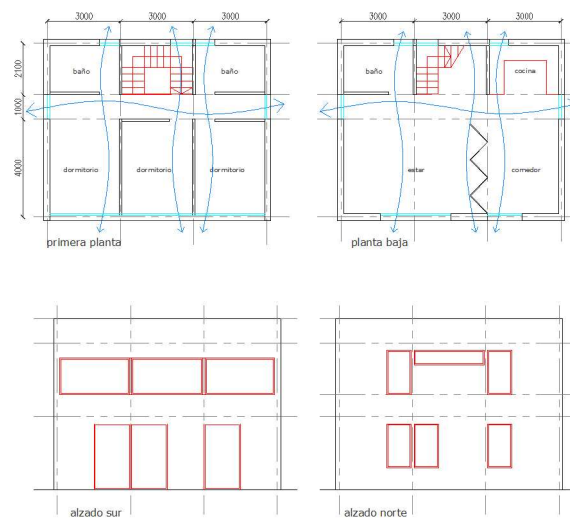 3000 3000 3000
3000 3000 3000
2100
1000
4000
baño baño
baño cocina
dormitorio dormitorio dormitorio
estar comedor
primera planta
planta baja
alzado sur
alzado norte